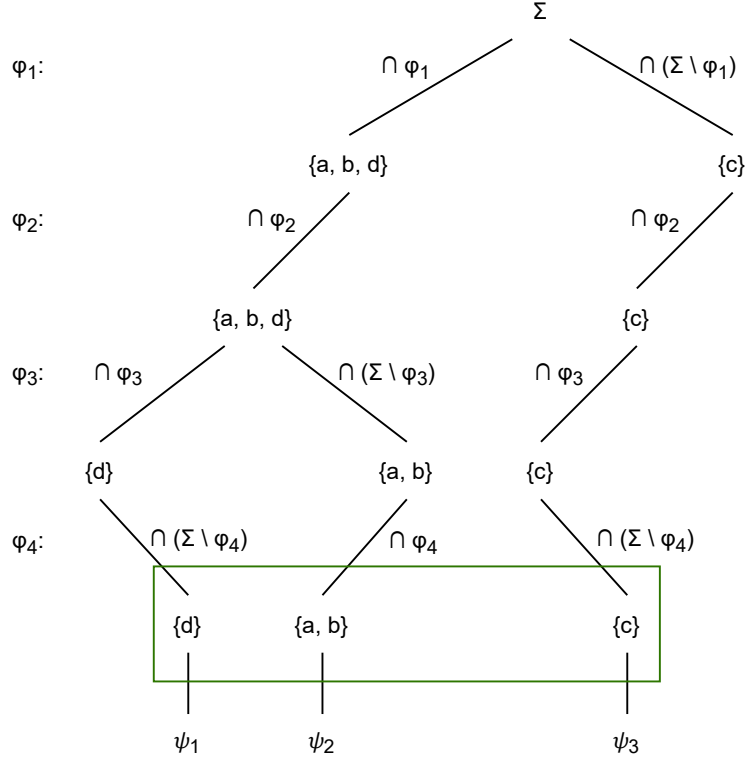 Σ
φ1: ∩ φ1 ∩ (Σ \ φ1)
{a, b, d} {c}
φ2: ∩ φ2 ∩ φ2
{a, b, d} {c}
φ3: ∩ φ3 ∩ (Σ \ φ3) ∩ φ3
{d} {a, b} {c}
φ4: ∩ (Σ \ φ4) ∩ φ4 ∩ (Σ \ φ4)
{d} {a, b} {c}
ψ1 ψ2 ψ3